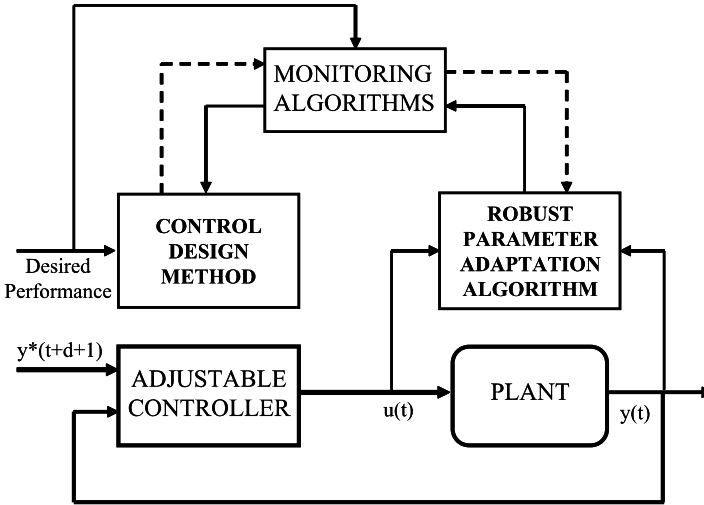 MONITORING
ALGORITHMS
CONTROL
DESIGN
METHOD
ROBUST
PARAMETER
ADAPTATION
ALGORITHM
Desired
Performance
y*(t+d+1)
ADJUSTABLE
CONTROLLER
u(t)
PLANT
y(t)